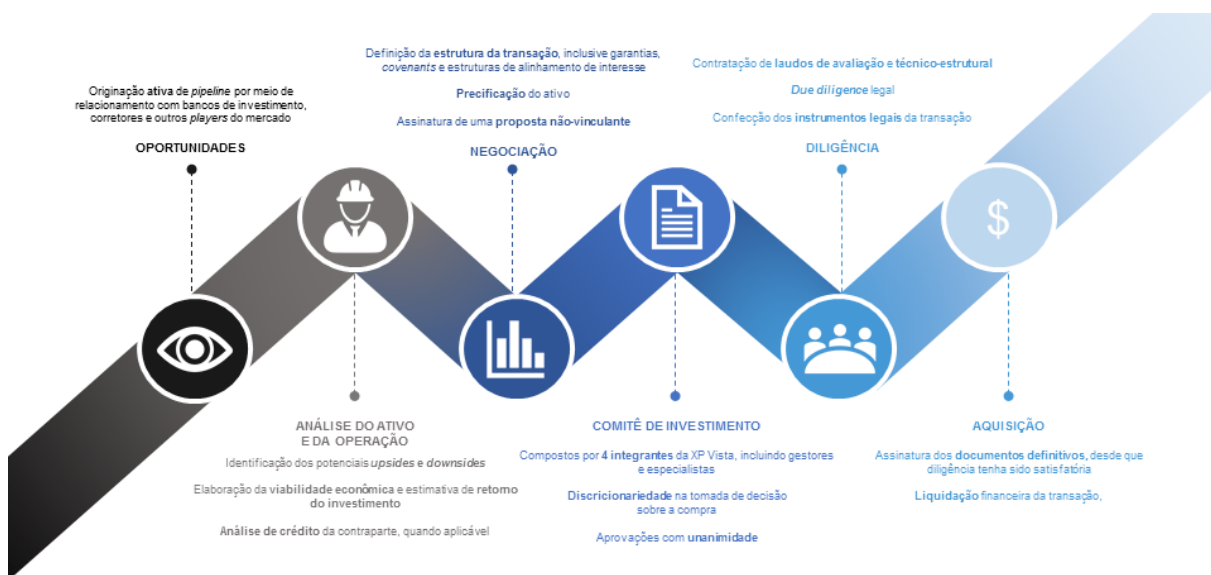 Originação ativa de pipeline por meio de
relacionamento com bancos de investimento,
corretores e outros players do mercado
OPORTUNIDADES
ANÁLISE DO ATIVO
E DA OPERAÇÃO
Identificação dos potenciais upsides e downsides
Elaboração da viabilidade econômica e estimativa de retorno
do investimento
Análise de crédito da contraparte, quando aplicável
Definição da estrutura da transação, inclusive garantias,
covenants e estruturas de alinhamento de interesse
Precificação do ativo
Assinatura de uma proposta não-vinculante
NEGOCIAÇÃO
COMITÊ DE INVESTIMENTO
Compostos por 4 integrantes da XP Vista, incluindo gestores
e especialistas
Discricionariedade na tomada de decisão
sobre a compra
Aprovações com unanimidade
Contratação de laudos de avaliação e técnico-estrutural
Due diligence legal
Confecção dos instrumentos legais da transação
DILIGÊNCIA
$
AQUISIÇÃO
Assinatura dos documentos definitivos, desde que
diligência tenha sido satisfatória
Liquidação financeira da transação,